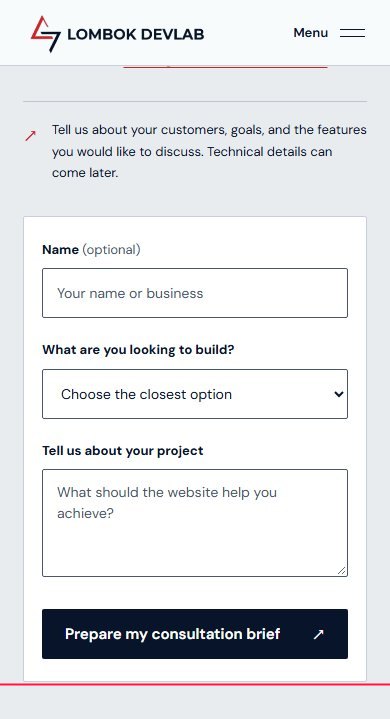 LOMBOK DEVLAB
Menu
Tell us about your customers, goals, and the features
you would like to discuss. Technical details can
come later.
Name (optional)
Your name or business
What are you looking to build?
Choose the closest option
Tell us about your project
What should the website help you
achieve?
Prepare my consultation brief